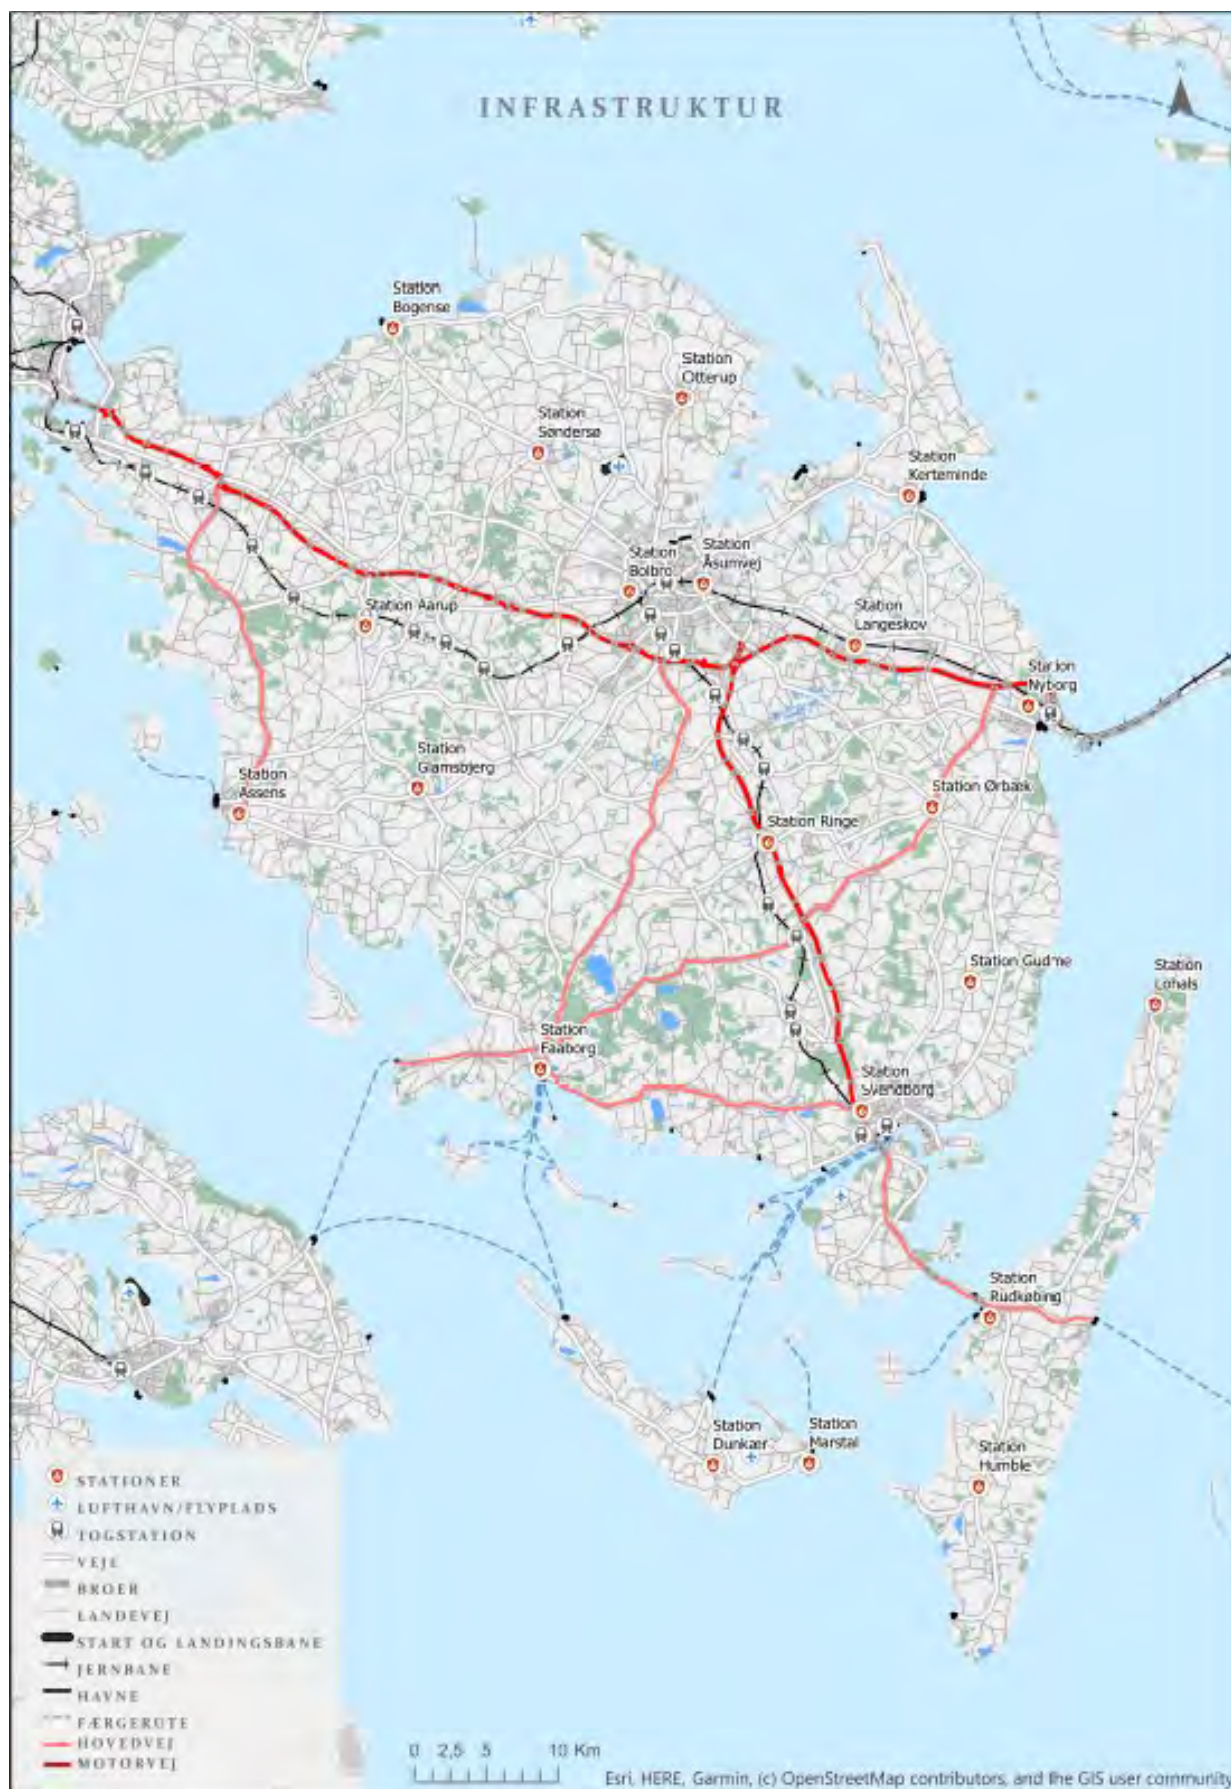 INFRASTRUKTUR
Station
Bogense
Station
Otterup
Station
Søndersø
Station
Kerteminde
Station
Bolbro
Station
Åsumvej
Station Aarup
Station
Langeskov
Station
Nyborg
Station
Glamsbjerg
Station
Assens
Station Ørbæk
Station Ringe
Station Gudme
Station
Lohals
Station
Faaborg
Station
Svendborg
Station
Rudkøbing
Station
Dunkær
Station
Marstal
Station
Humble
STATIONER
LUFTHAVN/FLYPLADS
TOGSTATION
VEJE
BROER
LANDEVEJ
START OG LANDINGSBANE
JERNBANE
HAVNE
FÆRGERUTE
HOVEDVEJ
MOTORVEJ
0 2,5 5 10 Km
Esri, HERE, Garmin, (c) OpenStreetMap contributors, and the GIS user communit